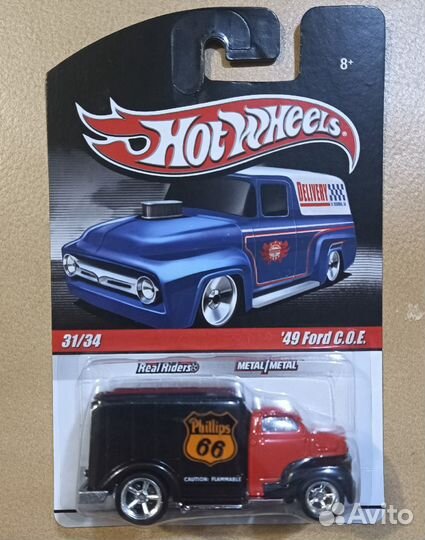 8+
Hot Wheels
DELIVERY
31/34
'49 Ford C.O.E.
Real Riders
METAL/METAL
Phillips
66
CAUTION: FLAMMABLE
Avito